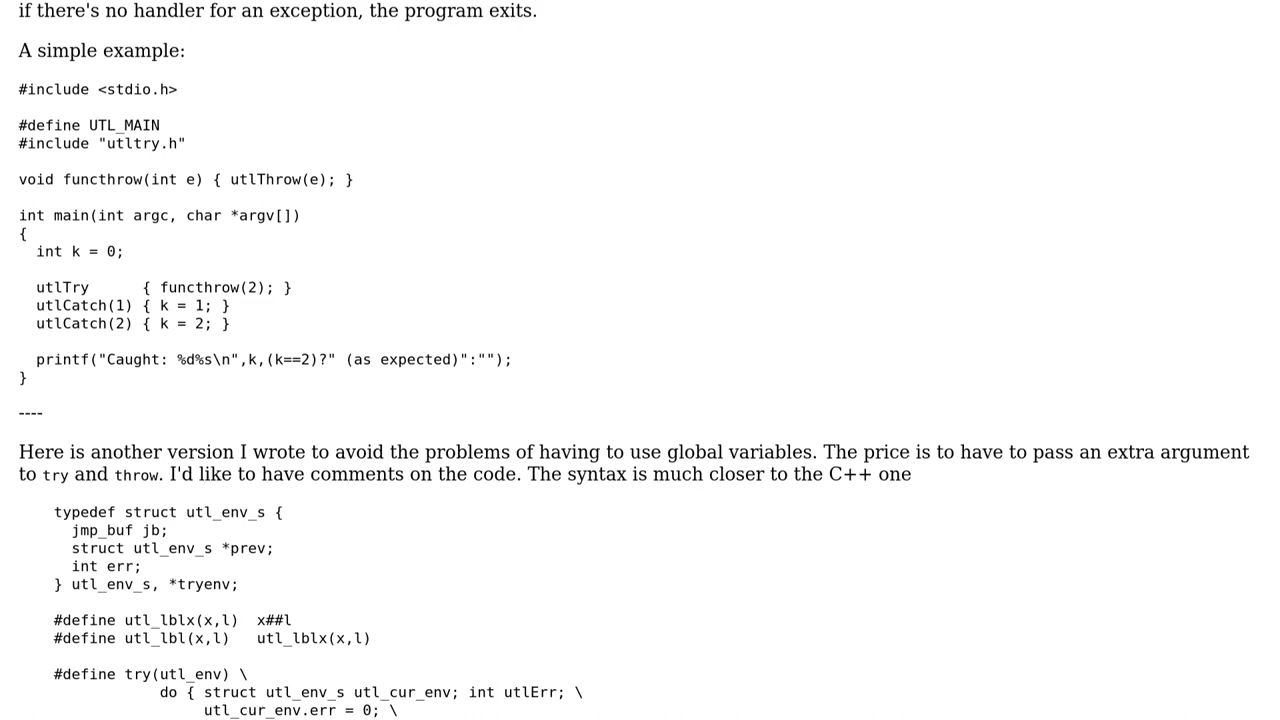 if there's no handler for an exception, the program exits.
A simple example:
#include <stdio.h>
#define UTL_MAIN
#include "utltry.h"
void functhrow(int e) { utlThrow(e); }
int main(int argc, char *argv[])
{
  int k = 0;
  utlTry      { functhrow(2); }
  utlCatch(1) { k = 1; }
  utlCatch(2) { k = 2; }
  printf("Caught: %d%s\n",k,(k==2)?" (as expected)":"");
}
----
Here is another version I wrote to avoid the problems of having to use global variables. The price is to have to pass an extra argument
to try and throw. I'd like to have comments on the code. The syntax is much closer to the C++ one
    typedef struct utl_env_s {
      jmp_buf jb;
      struct utl_env_s *prev;
      int err;
    } utl_env_s, *tryenv;
    #define utl_lblx(x,l)  x##l
    #define utl_lbl(x,l)   utl_lblx(x,l)
    #define try(utl_env) \
                do { struct utl_env_s utl_cur_env; int utlErr; \
                     utl_cur_env.err = 0; \